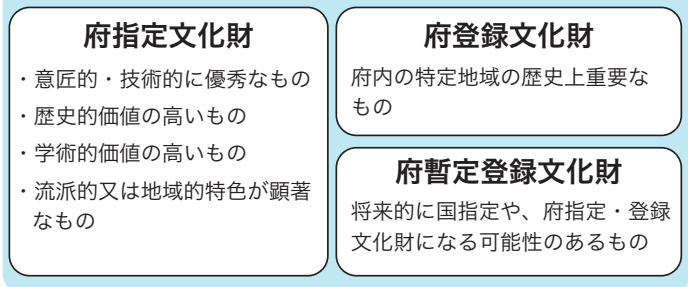 府指定文化財
・意匠的・技術的に優秀なもの
・歴史的価値の高いもの
・学術的価値の高いもの
・流派的又は地域的特色が顕著
なもの
府登録文化財
府内の特定地域の歴史上重要な
もの
府暫定登録文化財
将来的に国指定や、府指定・登録
文化財になる可能性のあるもの